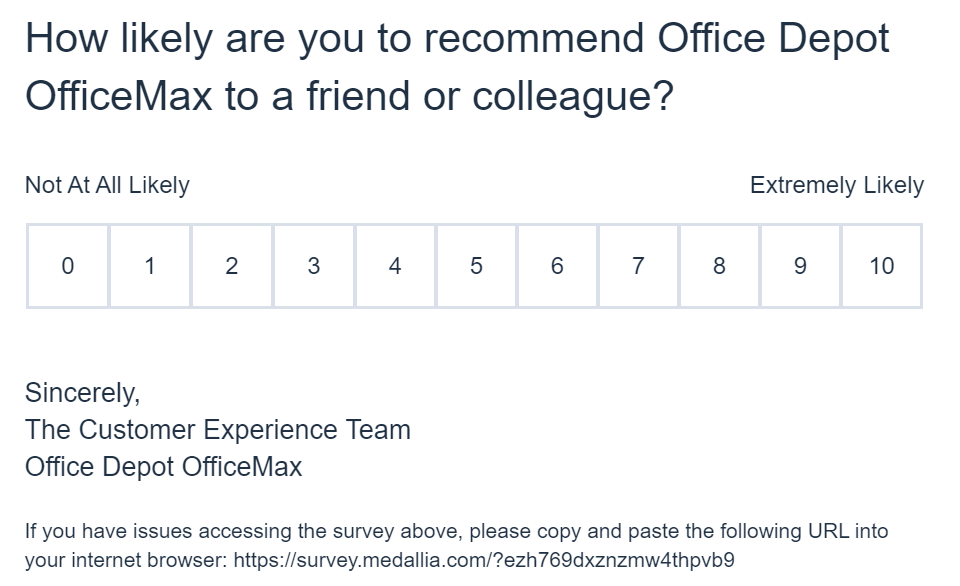 How likely are you to recommend Office Depot
OfficeMax to a friend or colleague?
Not At All Likely Extremely Likely
0 1 2 3 4 5 6 7 8 9 10
Sincerely,
The Customer Experience Team
Office Depot OfficeMax
If you have issues accessing the survey above, please copy and paste the following URL into
your internet browser: https://survey.medallia.com/?ezh769dxznzmw4thpvb9